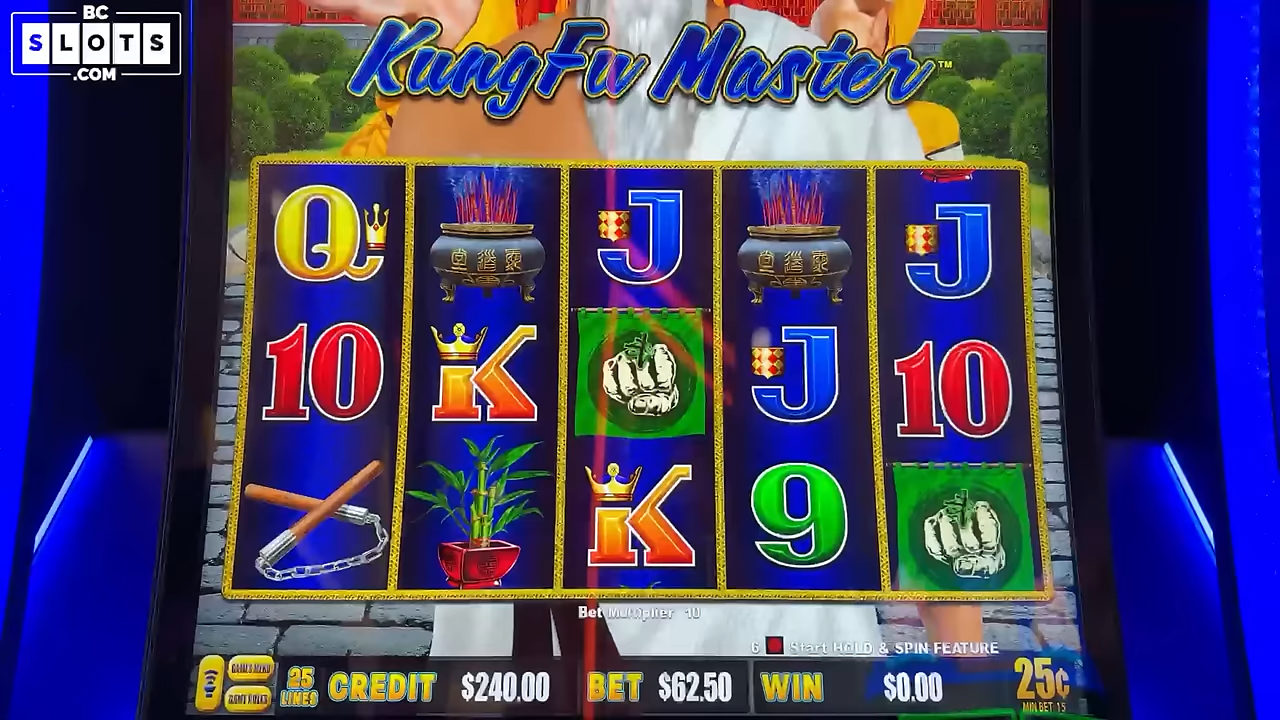 BC
SLOTS
.COM
KungFu Master™
Q J J
10 K J 10
K 9
Bet Multiplier 10
6 Start HOLD & SPIN FEATURE
25 LINES
CREDIT $240.00 BET $62.50 WIN $0.00 25¢
MIN BET 15